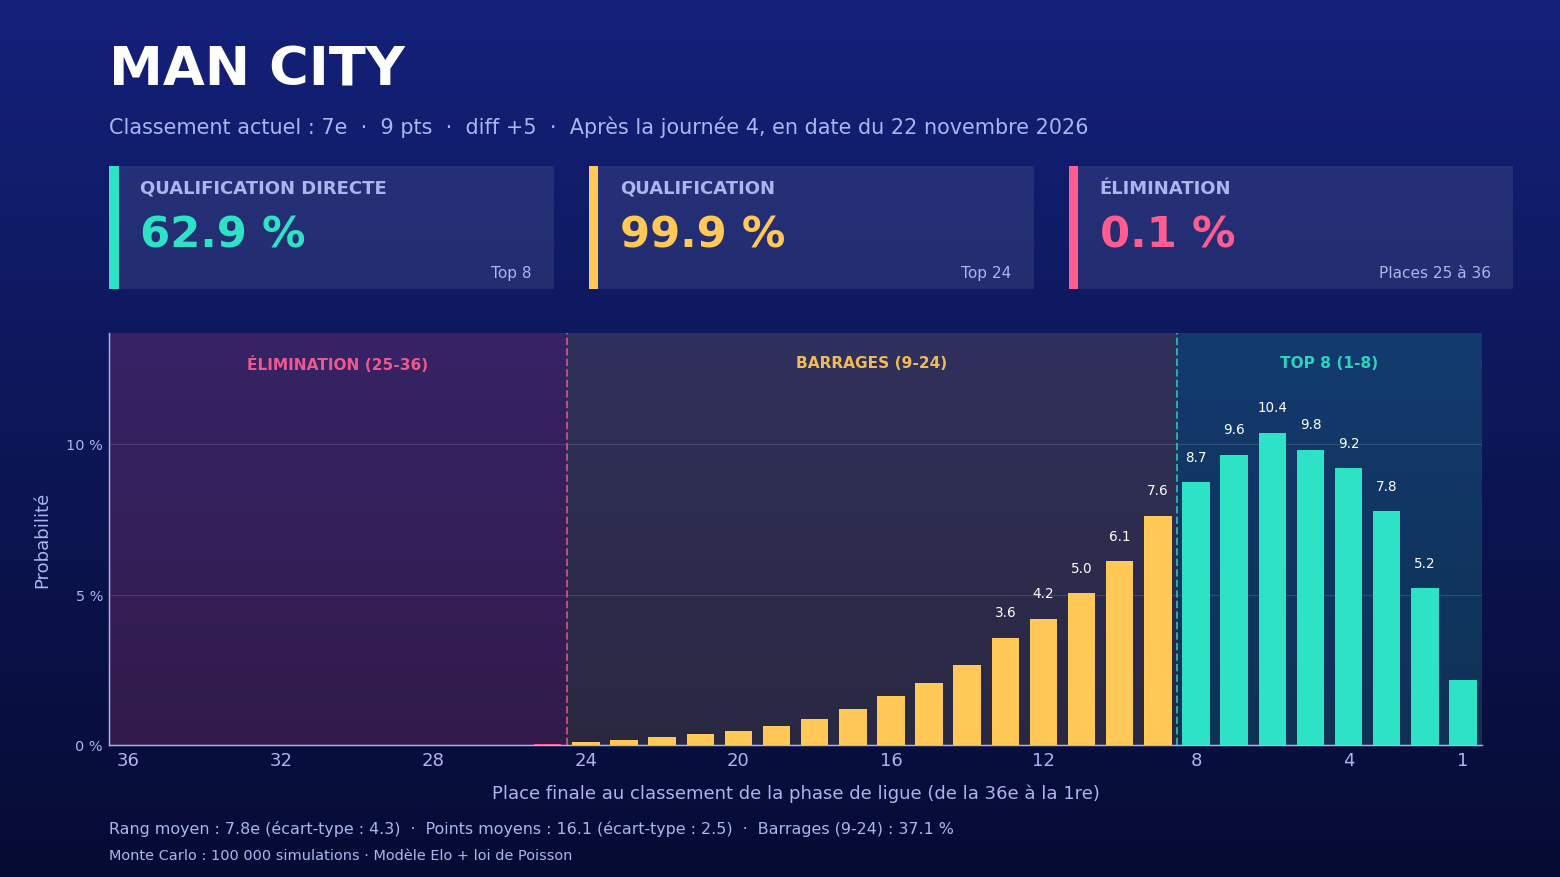 MAN CITY
Classement actuel : 7e · 9 pts · diff +5 · Après la journée 4, en date du 22 novembre 2026
QUALIFICATION DIRECTE
62.9 %
Top 8
QUALIFICATION
99.9 %
Top 24
ÉLIMINATION
0.1 %
Places 25 à 36
ÉLIMINATION (25-36)
BARRAGES (9-24)
TOP 8 (1-8)
Probabilité
10 %
5 %
0 %
3.6
4.2
5.0
6.1
7.6
8.7
9.6
10.4
9.8
9.2
7.8
5.2
36 32 28 24 20 16 12 8 4 1
Place finale au classement de la phase de ligue (de la 36e à la 1re)
Rang moyen : 7.8e (écart-type : 4.3) · Points moyens : 16.1 (écart-type : 2.5) · Barrages (9-24) : 37.1 %
Monte Carlo : 100 000 simulations · Modèle Elo + loi de Poisson